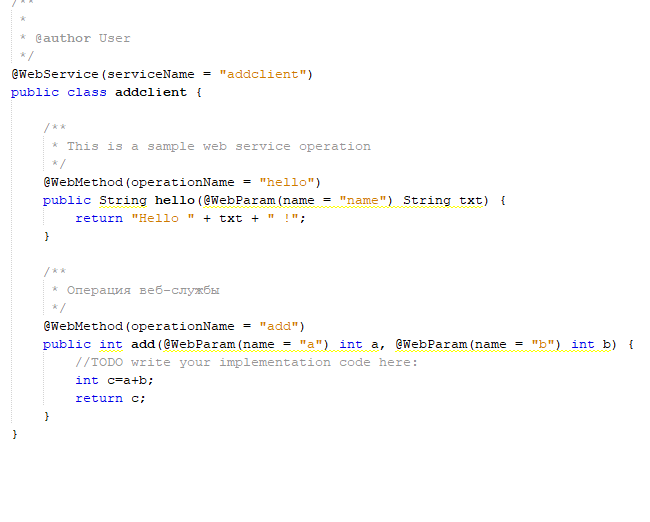 /**
 *
 * @author User
 */
@WebService(serviceName = "addclient")
public class addclient {
    /**
     * This is a sample web service operation
     */
    @WebMethod(operationName = "hello")
    public String hello(@WebParam(name = "name") String txt) {
        return "Hello " + txt + " !";
    }
    /**
     * Операция веб-службы
     */
    @WebMethod(operationName = "add")
    public int add(@WebParam(name = "a") int a, @WebParam(name = "b") int b) {
        //TODO write your implementation code here:
        int c=a+b;
        return c;
    }
}